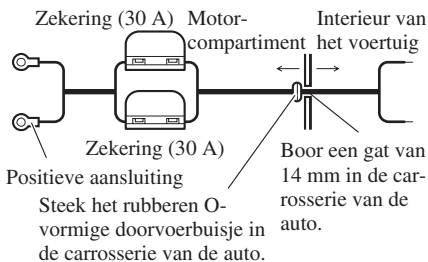 Zekering (30 A)
Motor-
compartiment
Interieur van
het voertuig
Zekering (30 A)
Positieve aansluiting
Boor een gat van
14 mm in de car-
rosserie van de
auto.
Steek het rubberen O-
vormige doorvoerbuisje in
de carrosserie van de auto.